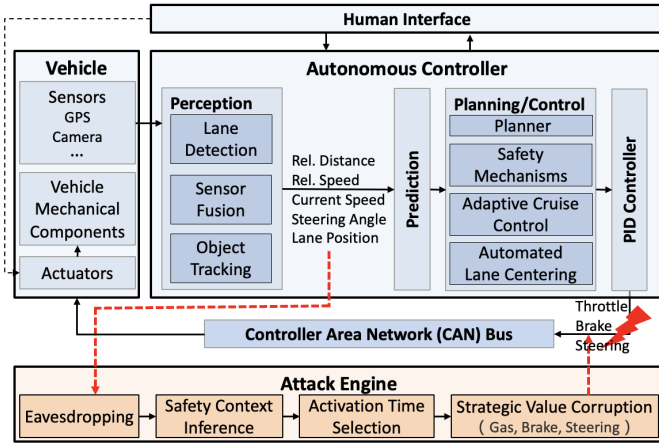 Human Interface
Vehicle
Sensors
GPS
Camera
...
Vehicle
Mechanical
Components
Actuators
Autonomous Controller
Perception
Lane
Detection
Sensor
Fusion
Object
Tracking
Rel. Distance
Rel. Speed
Current Speed
Steering Angle
Lane Position
Prediction
Planning/Control
Planner
Safety
Mechanisms
Adaptive Cruise
Control
Automated
Lane Centering
PID Controller
Throttle
Brake
Steering
Controller Area Network (CAN) Bus
Attack Engine
Eavesdropping
Safety Context
Inference
Activation Time
Selection
Strategic Value Corruption
( Gas, Brake, Steering )